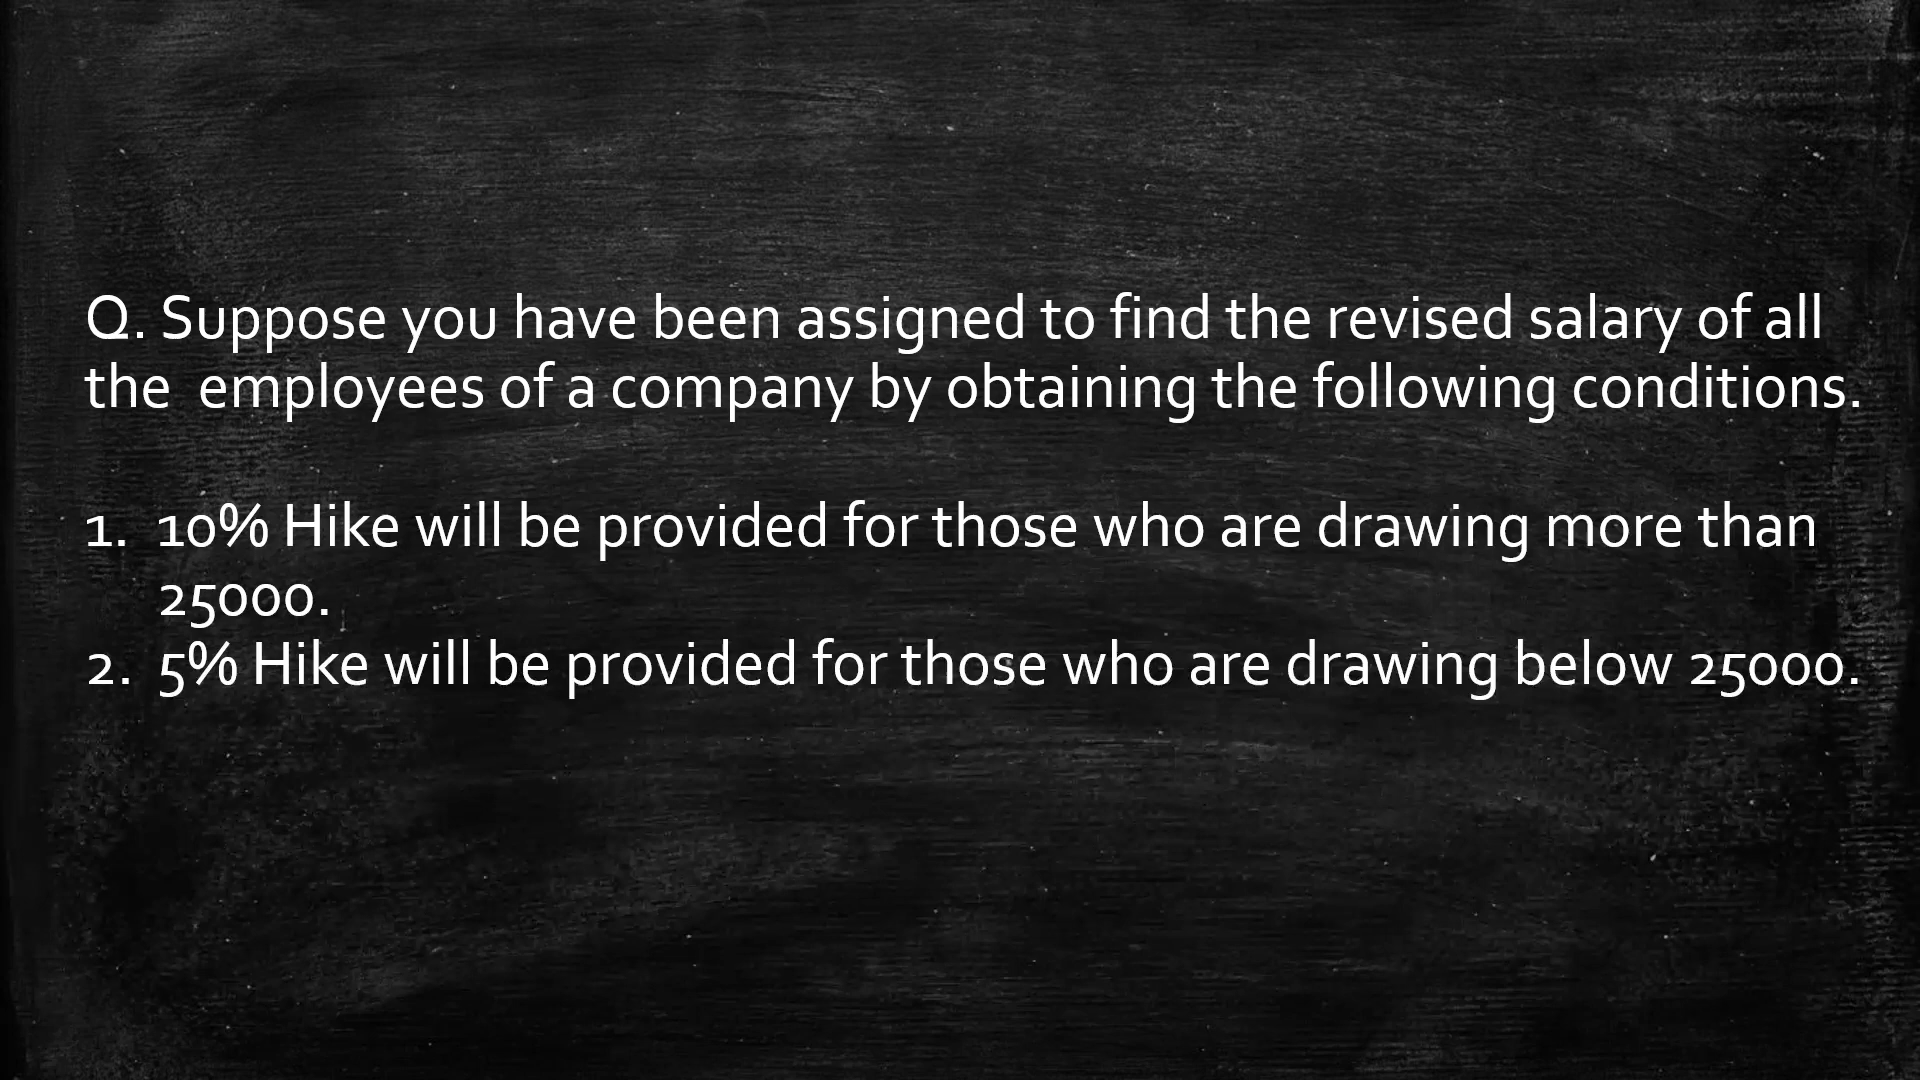 Q. Suppose you have been assigned to find the revised salary of all
the  employees of a company by obtaining the following conditions.
1. 10% Hike will be provided for those who are drawing more than
25000.
2. 5% Hike will be provided for those who are drawing below 25000.